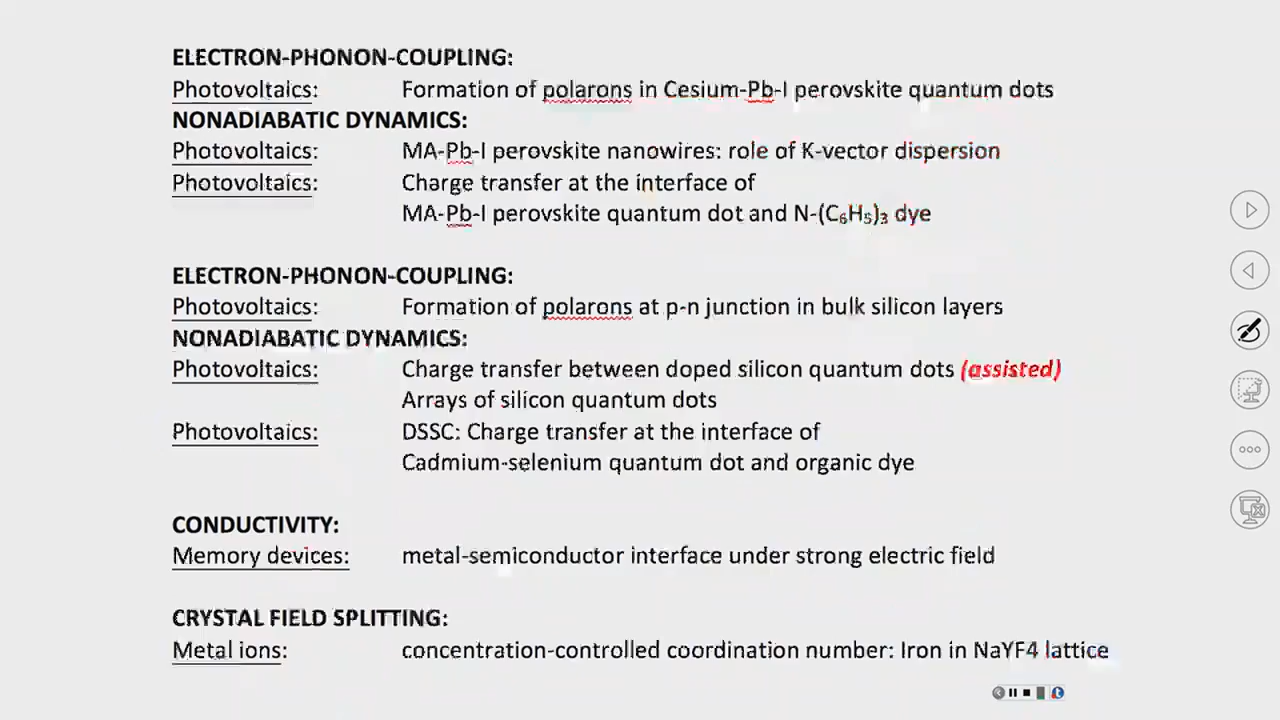 ELECTRON-PHONON-COUPLING:
Photovoltaics: Formation of polarons in Cesium-Pb-I perovskite quantum dots
NONADIABATIC DYNAMICS:
Photovoltaics: MA-Pb-I perovskite nanowires: role of K-vector dispersion
Photovoltaics: Charge transfer at the interface of
MA-Pb-I perovskite quantum dot and N-(C₆H₅)₃ dye
ELECTRON-PHONON-COUPLING:
Photovoltaics: Formation of polarons at p-n junction in bulk silicon layers
NONADIABATIC DYNAMICS:
Photovoltaics: Charge transfer between doped silicon quantum dots (assisted)
Arrays of silicon quantum dots
Photovoltaics: DSSC: Charge transfer at the interface of
Cadmium-selenium quantum dot and organic dye
CONDUCTIVITY:
Memory devices: metal-semiconductor interface under strong electric field
CRYSTAL FIELD SPLITTING:
Metal ions: concentration-controlled coordination number: Iron in NaYF4 lattice